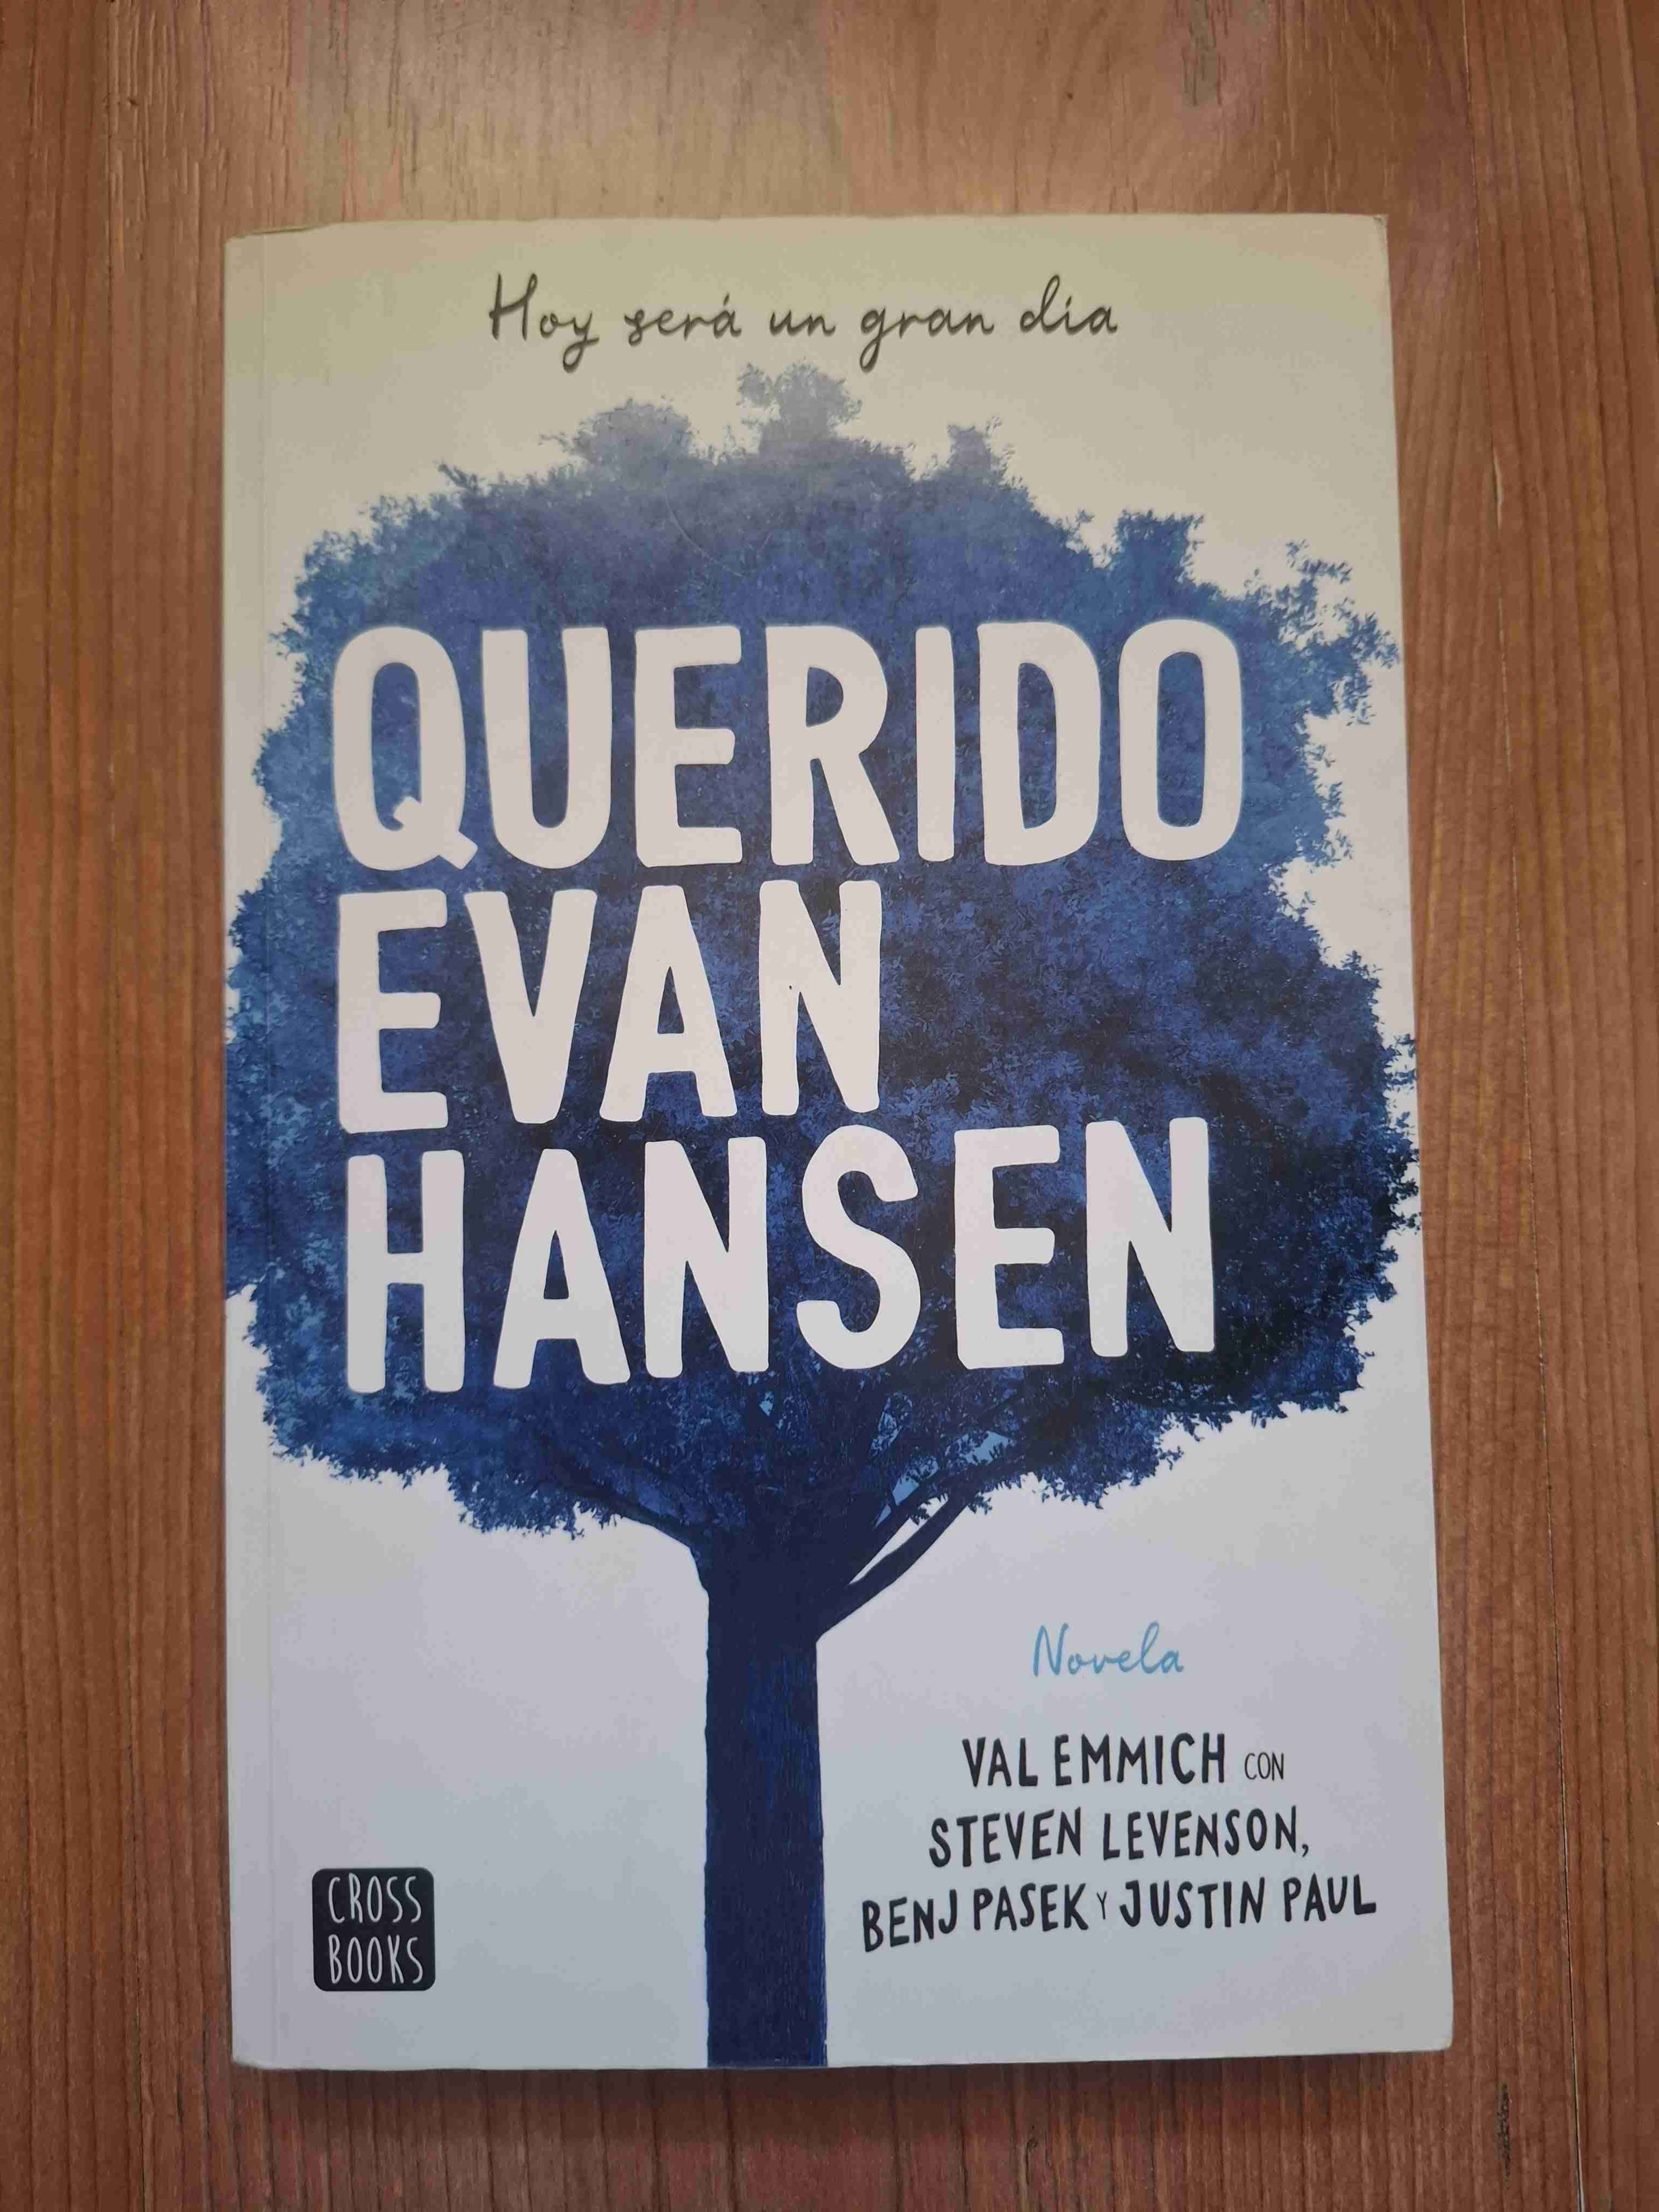 Hoy será un gran día
QUERIDO
EVAN
HANSEN
Novela
VAL EMMICH CON
STEVEN LEVENSON,
BENJ PASEK Y JUSTIN PAUL
CROSS
BOOKS